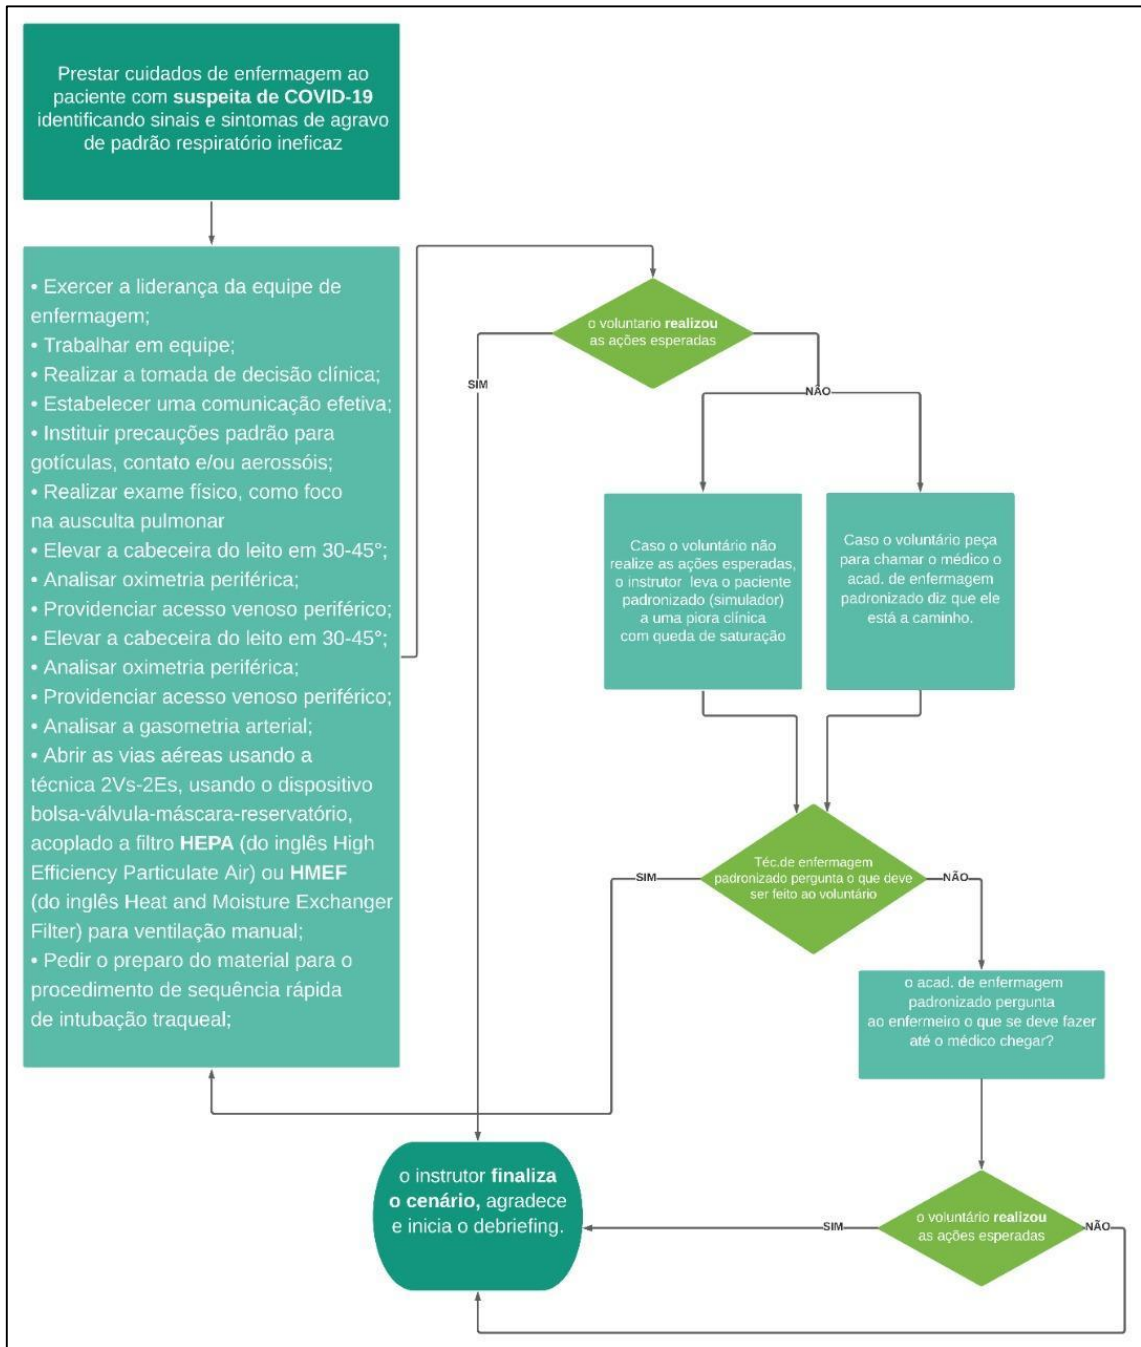 Prestar cuidados de enfermagem ao
paciente com suspeita de COVID-19
identificando sinais e sintomas de agravo
de padrão respiratório ineficaz
• Exercer a liderança da equipe de
enfermagem;
• Trabalhar em equipe;
• Realizar a tomada de decisão clínica;
• Estabelecer uma comunicação efetiva;
• Instituir precauções padrão para
gotículas, contato e/ou aerossóis;
• Realizar exame físico, como foco
na ausculta pulmonar
• Elevar a cabeceira do leito em 30-45°;
• Analisar oximetria periférica;
• Providenciar acesso venoso periférico;
• Elevar a cabeceira do leito em 30-45°;
• Analisar oximetria periférica;
• Providenciar acesso venoso periférico;
• Analisar a gasometria arterial;
• Abrir as vias aéreas usando a
técnica 2Vs-2Es, usando o dispositivo
bolsa-válvula-máscara-reservatório,
acoplado a filtro HEPA (do inglês High
Efficiency Particulate Air) ou HMEF
(do inglês Heat and Moisture Exchanger
Filter) para ventilação manual;
• Pedir o preparo do material para o
procedimento de sequência rápida
de intubação traqueal;
o voluntario realizou
as ações esperadas
SIM
NÃO
Caso o voluntário não
realize as ações esperadas,
o instrutor leva o paciente
padronizado (simulador)
a uma piora clínica
com queda de saturação
Caso o voluntário peça
para chamar o médico o
acad. de enfermagem
padronizado diz que ele
está a caminho.
Téc.de enfermagem
padronizado pergunta o que deve
ser feito ao voluntário
SIM
NÃO
o acad. de enfermagem
padronizado pergunta
ao enfermeiro o que se deve fazer
até o médico chegar?
o voluntário realizou
as ações esperadas
SIM
NÃO
o instrutor finaliza
o cenário, agradece
e inicia o debriefing.